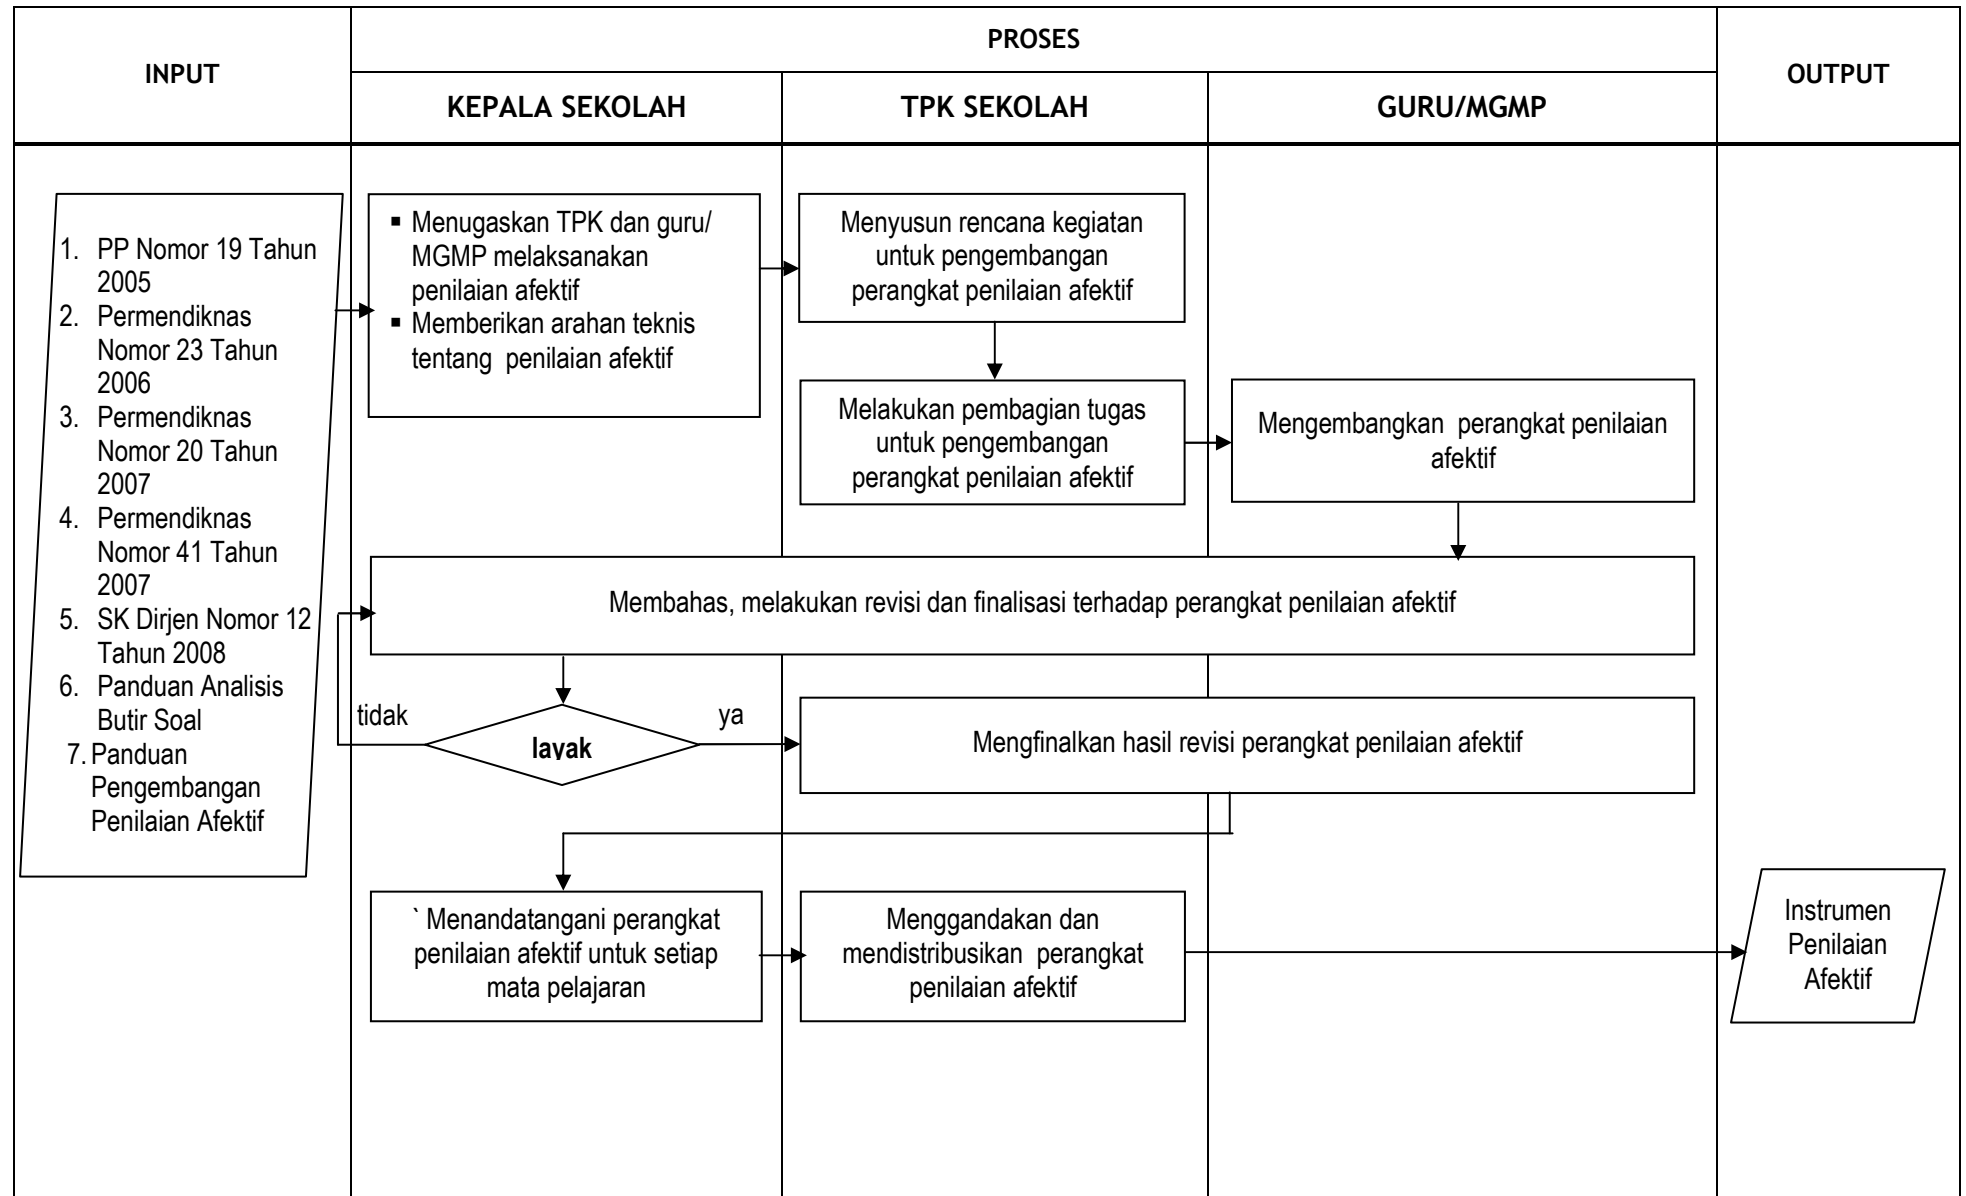 INPUT
PROSES
OUTPUT
KEPALA SEKOLAH
TPK SEKOLAH
GURU/MGMP
1. PP Nomor 19 Tahun
2005
2. Permendiknas
Nomor 23 Tahun
2006
3. Permendiknas
Nomor 20 Tahun
2007
4. Permendiknas
Nomor 41 Tahun
2007
5. SK Dirjen Nomor 12
Tahun 2008
6. Panduan Analisis
Butir Soal
7. Panduan
Pengembangan
Penilaian Afektif
▪ Menugaskan TPK dan guru/
MGMP melaksanakan
penilaian afektif
▪ Memberikan arahan teknis
tentang penilaian afektif
Menyusun rencana kegiatan
untuk pengembangan
perangkat penilaian afektif
Melakukan pembagian tugas
untuk pengembangan
perangkat penilaian afektif
Mengembangkan perangkat penilaian
afektif
Membahas, melakukan revisi dan finalisasi terhadap perangkat penilaian afektif
tidak
layak
ya
Mengfinalkan hasil revisi perangkat penilaian afektif
` Menandatangani perangkat
penilaian afektif untuk setiap
mata pelajaran
Menggandakan dan
mendistribusikan perangkat
penilaian afektif
Instrumen
Penilaian
Afektif